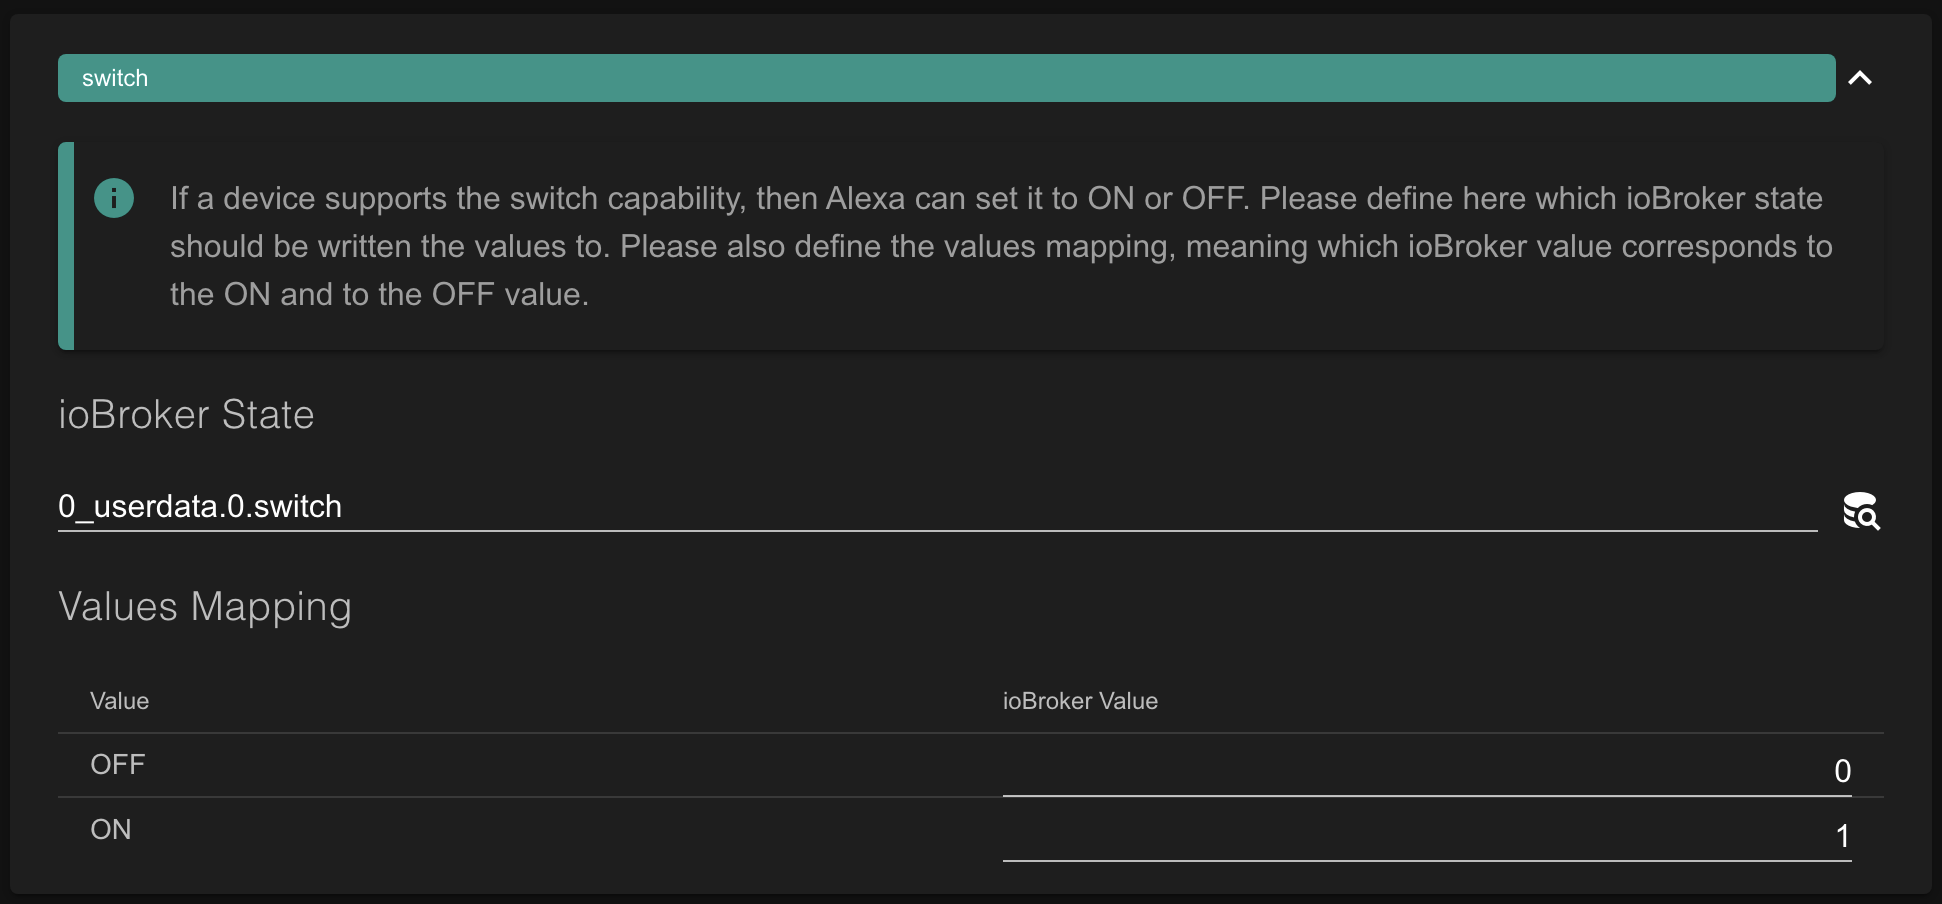 switch
If a device supports the switch capability, then Alexa can set it to ON or OFF. Please define here which ioBroker state
should be written the values to. Please also define the values mapping, meaning which ioBroker value corresponds to
the ON and to the OFF value.
ioBroker State
0_userdata.0.switch
Values Mapping
Value ioBroker Value
OFF 0
ON 1